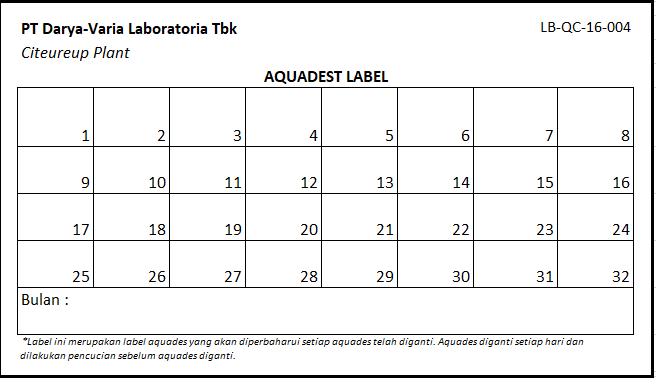 PT Darya-Varia Laboratoria Tbk LB-QC-16-004
Citeureup Plant
AQUADEST LABEL
1 2 3 4 5 6 7 8
9 10 11 12 13 14 15 16
17 18 19 20 21 22 23 24
25 26 27 28 29 30 31 32
Bulan :
*Label ini merupakan label aquades yang akan diperbaharui setiap aquades telah diganti. Aquades diganti setiap hari dan
dilakukan pencucian sebelum aquades diganti.